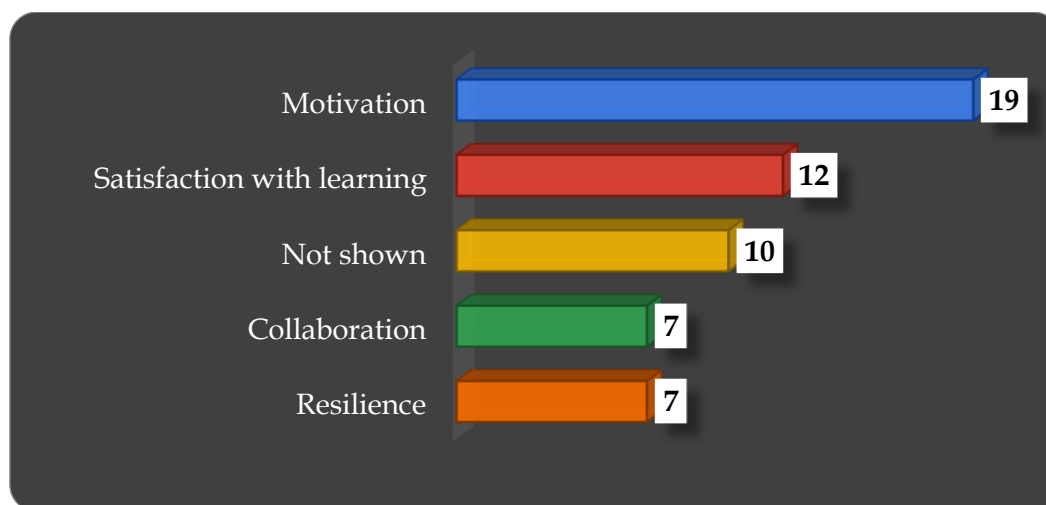 Motivation 19
Satisfaction with learning 12
Not shown 10
Collaboration 7
Resilience 7